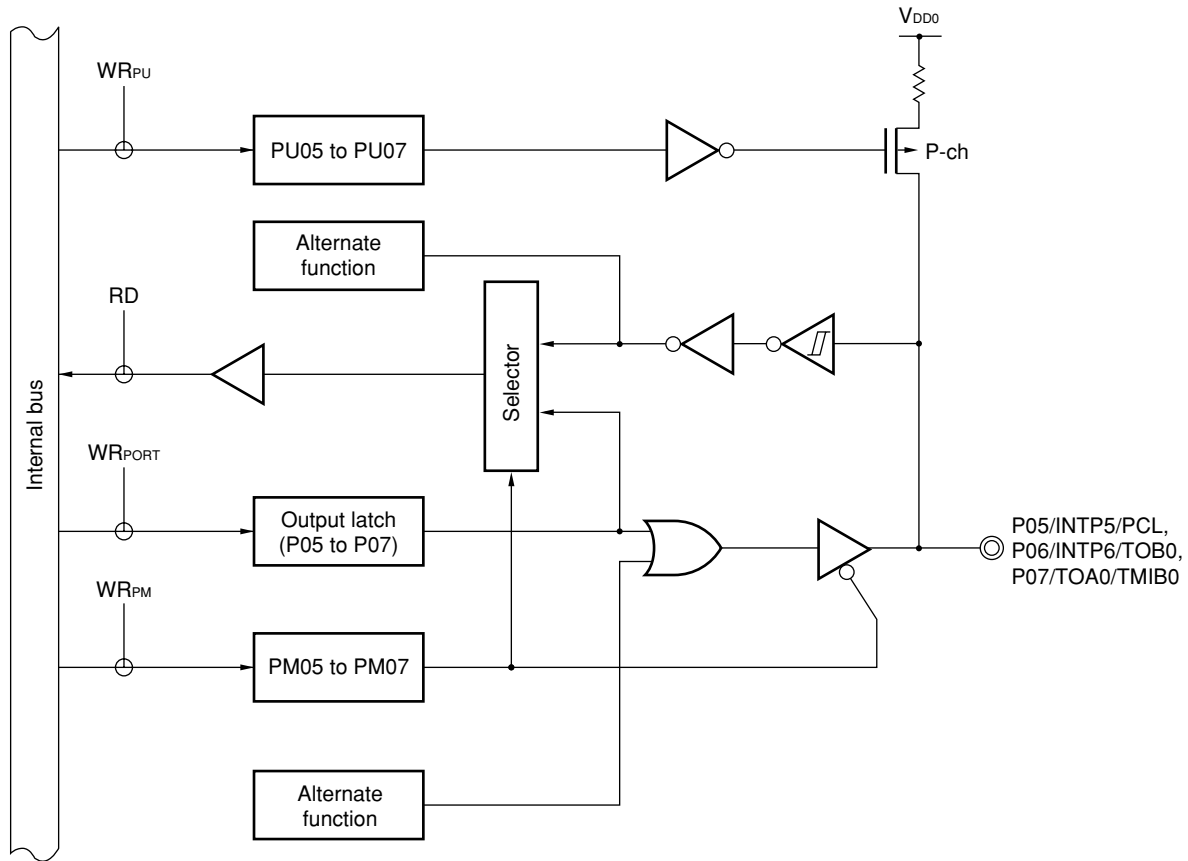 VDD0
WRPU
PU05 to PU07
P-ch
Alternate
function
RD
Selector
Internal bus
WRPORT
Output latch
(P05 to P07)
P05/INTP5/PCL,
P06/INTP6/TOB0,
P07/TOA0/TMIB0
WRPM
PM05 to PM07
Alternate
function